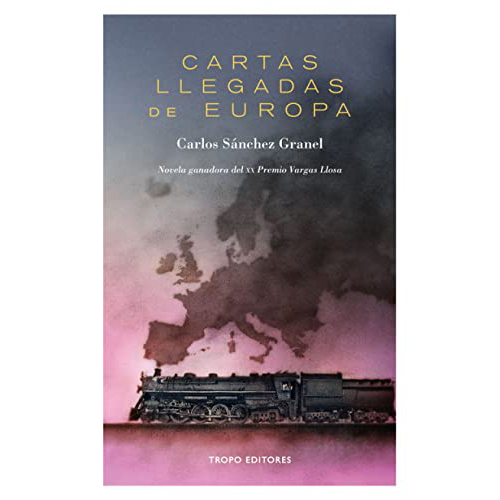 CARTAS
LLEGADAS
DE EUROPA
Carlos Sánchez Granel
Novela ganadora del XX Premio Vargas Llosa
TROPO EDITORES